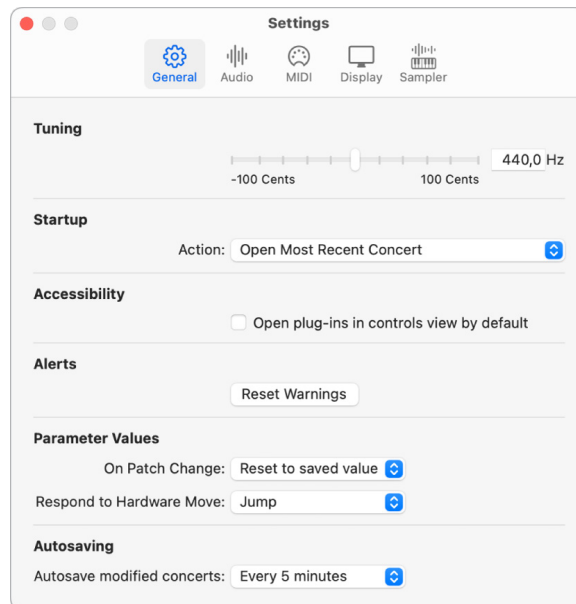 Settings
General Audio MIDI Display Sampler
Tuning
440,0 Hz
-100 Cents 100 Cents
Startup
Action: Open Most Recent Concert
Accessibility
Open plug-ins in controls view by default
Alerts
Reset Warnings
Parameter Values
On Patch Change: Reset to saved value
Respond to Hardware Move: Jump
Autosaving
Autosave modified concerts: Every 5 minutes